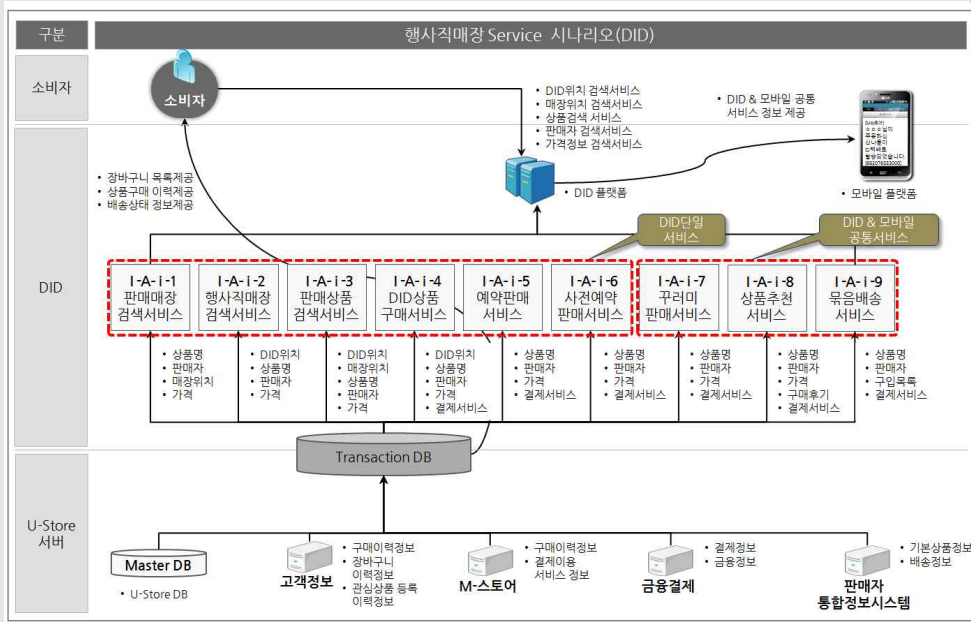 구분
행사직매장 Service 시나리오(DID)
소비자
소비자
• DID위치 검색서비스
• 매장위치 검색서비스
• 상품검색 서비스
• 판매자 검색서비스
• 가격정보 검색서비스
• DID & 모바일 공통
서비스 정보 제공
주문하신
산나물이
발송되었습니다.
• 모바일 플랫폼
• DID 플랫폼
• 장바구니 목록제공
• 상품구매 이력제공
• 배송상태 정보제공
DID단일
서비스
DID & 모바일
공통서비스
DID
I-A-i-1
판매매장
검색서비스
I-A-i-2
행사직매장
검색서비스
I-A-i-3
판매상품
검색서비스
I-A-i-4
DID상품
구매서비스
I-A-i-5
예약판매
서비스
I-A-i-6
사전예약
판매서비스
I-A-i-7
꾸러미
판매서비스
I-A-i-8
상품추천
서비스
I-A-i-9
묶음배송
서비스
• 상품명
• 판매자
• 매장위치
• 가격
• DID위치
• 상품명
• 판매자
• 가격
• DID위치
• 매장위치
• 상품명
• 판매자
• 가격
• DID위치
• 상품명
• 판매자
• 가격
• 결제서비스
• 상품명
• 판매자
• 가격
• 결제서비스
• 상품명
• 판매자
• 가격
• 결제서비스
• 상품명
• 판매자
• 가격
• 결제서비스
• 상품명
• 판매자
• 가격
• 구매후기
• 결제서비스
• 상품명
• 판매자
• 구입목록
• 결제서비스
Transaction DB
U-Store
서버
Master DB
• U-Store DB
고객정보
• 구매이력정보
• 장바구니
이력정보
• 관심상품 등록
이력정보
M-스토어
• 구매이력정보
• 결제이용
서비스 정보
금융결제
• 결제정보
• 금융정보
판매자
통합정보시스템
• 기본상품정보
• 배송정보